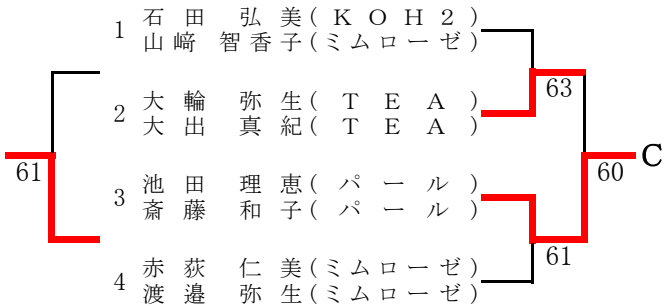 1 石田 弘美(KOH2)
山﨑 智香子(ミムローゼ)
63
2 大輪 弥生(TEA)
大出 真紀(TEA)
61
60
C
3 池田 理恵(パール)
斎藤 和子(パール)
61
4 赤荻 仁美(ミムローゼ)
渡邉 弥生(ミムローゼ)